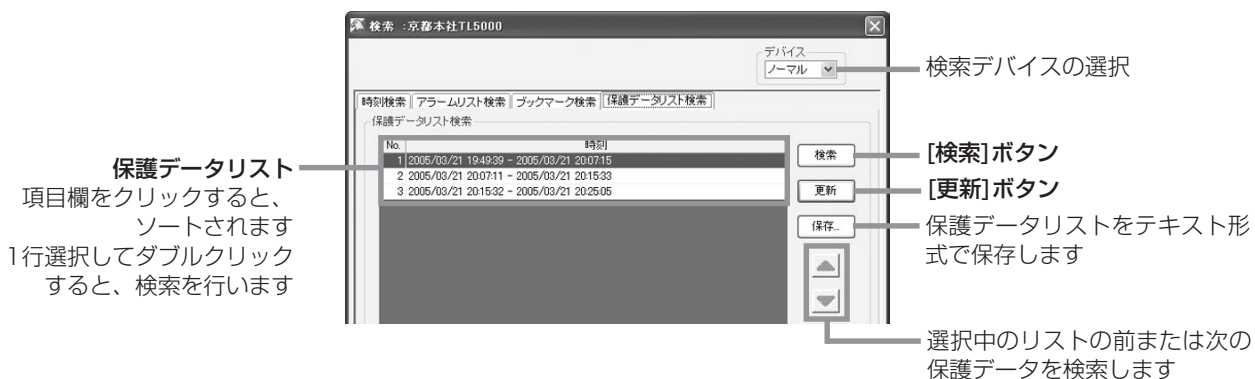 検索 :京都本社TL5000
デバイス
ノーマル
検索デバイスの選択
時刻検索 アラームリスト検索 ブックマーク検索 保護データリスト検索
保護データリスト検索
No. 時刻
1 2005/03/21 19:49:39 - 2005/03/21 20:07:15
2 2005/03/21 20:07:11 - 2005/03/21 20:15:33
3 2005/03/21 20:15:32 - 2005/03/21 20:25:05
保護データリスト
項目欄をクリックすると、
ソートされます
1行選択してダブルクリック
すると、検索を行います
検索
[検索]ボタン
更新
[更新]ボタン
保存...
保護データリストをテキスト形
式で保存します
選択中のリストの前または次の
保護データを検索します